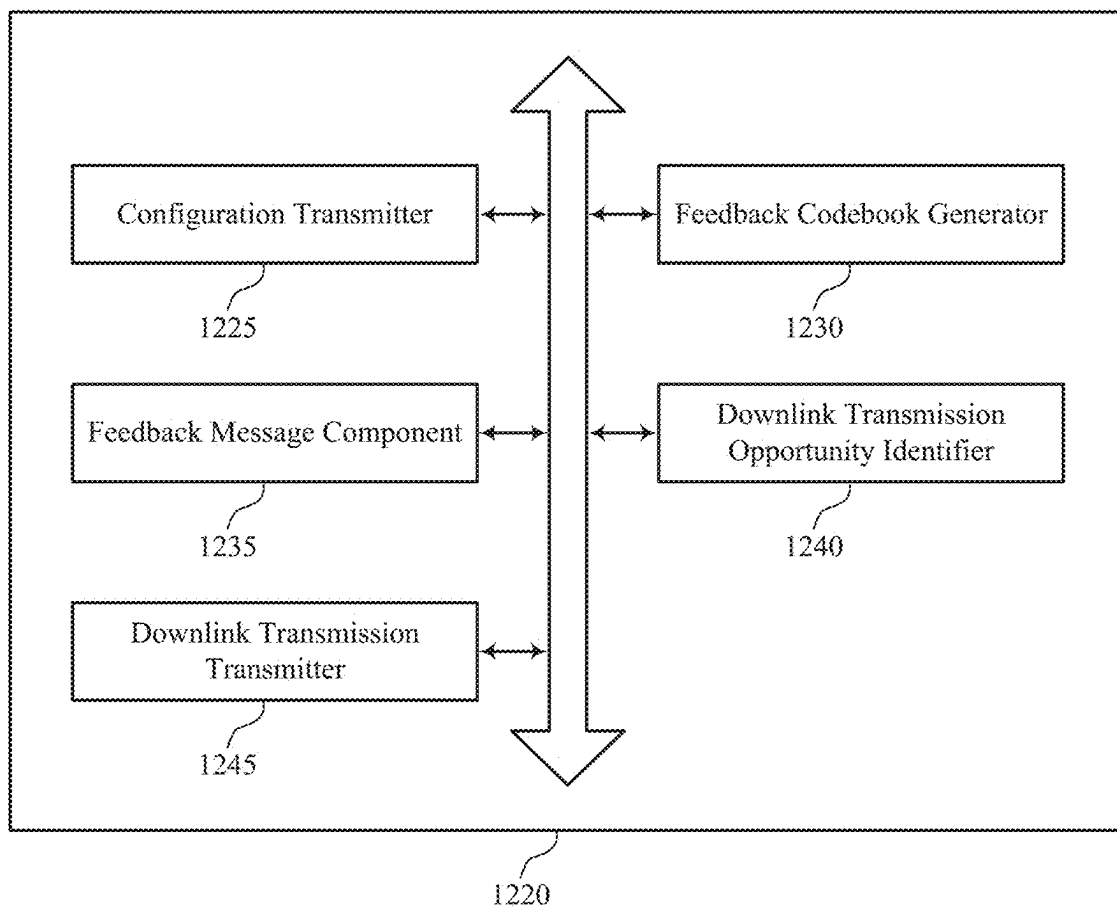 Configuration Transmitter
1225
Feedback Codebook Generator
1230
Feedback Message Component
1235
Downlink Transmission
Opportunity Identifier
1240
Downlink Transmission
Transmitter
1245
1220